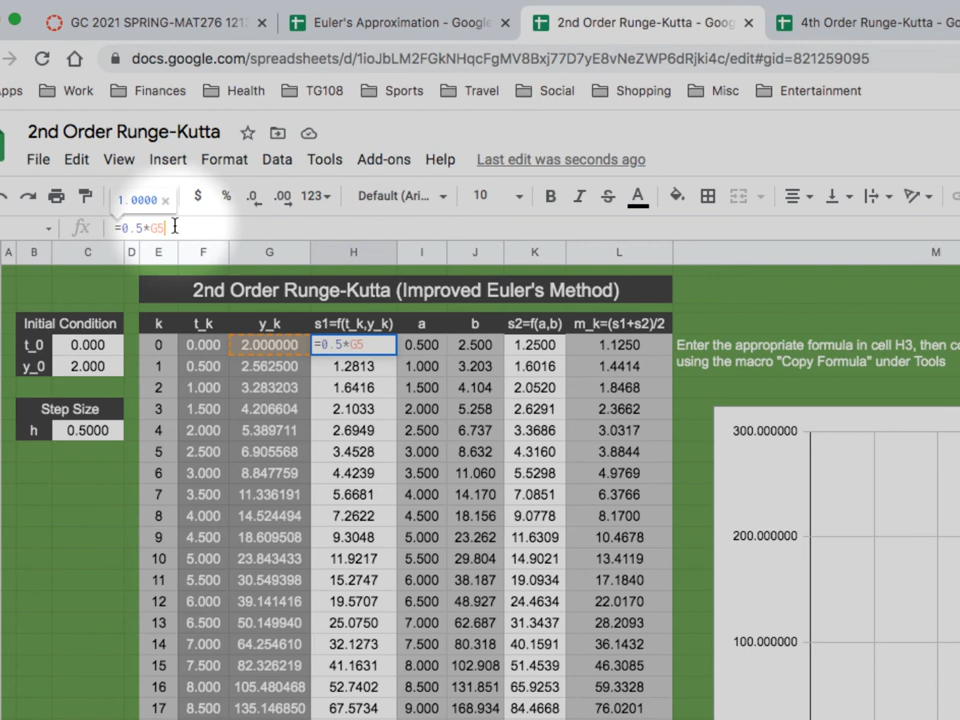 GC 2021 SPRING-MAT276 121
Euler's Approximation - Google
2nd Order Runge-Kutta - Goog
4th Order Runge-Kutta - Go
docs.google.com/spreadsheets/d/1ioJbLM2FGkNHqcFgMV8Bxj77D7yE8vNeZWP6dRjki4c/edit#gid=821259095
pps Work Finances Health TG108 Sports Travel Social Shopping Misc Entertainment
2nd Order Runge-Kutta
File Edit View Insert Format Data Tools Add-ons Help Last edit was seconds ago
1.0000 × $ % .0 .00 123 Default (Ari... 10 B I S A
fx =0.5*G5
A B C D E F G H I J K L M
2nd Order Runge-Kutta (Improved Euler's Method)
Initial Condition k t_k y_k s1=f(t_k,y_k) a b s2=f(a,b) m_k=(s1+s2)/2
t_0 0.000 0 0.000 2.000000 =0.5*G5 0.500 2.500 1.2500 1.1250 Enter the appropriate formula in cell H3, then co
y_0 2.000 1 0.500 2.562500 1.2813 1.000 3.203 1.6016 1.4414 using the macro "Copy Formula" under Tools
2 1.000 3.283203 1.6416 1.500 4.104 2.0520 1.8468
Step Size 3 1.500 4.206604 2.1033 2.000 5.258 2.6291 2.3662
h 0.5000 4 2.000 5.389711 2.6949 2.500 6.737 3.3686 3.0317 300.000000
5 2.500 6.905568 3.4528 3.000 8.632 4.3160 3.8844
6 3.000 8.847759 4.4239 3.500 11.060 5.5298 4.9769
7 3.500 11.336191 5.6681 4.000 14.170 7.0851 6.3766
8 4.000 14.524494 7.2622 4.500 18.156 9.0778 8.1700
9 4.500 18.609508 9.3048 5.000 23.262 11.6309 10.4678 200.000000
10 5.000 23.843433 11.9217 5.500 29.804 14.9021 13.4119
11 5.500 30.549398 15.2747 6.000 38.187 19.0934 17.1840
12 6.000 39.141416 19.5707 6.500 48.927 24.4634 22.0170
13 6.500 50.149940 25.0750 7.000 62.687 31.3437 28.2093
14 7.000 64.254610 32.1273 7.500 80.318 40.1591 36.1432 100.000000
15 7.500 82.326219 41.1631 8.000 102.908 51.4539 46.3085
16 8.000 105.480468 52.7402 8.500 131.851 65.9253 59.3328
17 8.500 135.146850 67.5734 9.000 168.934 84.4668 76.0201